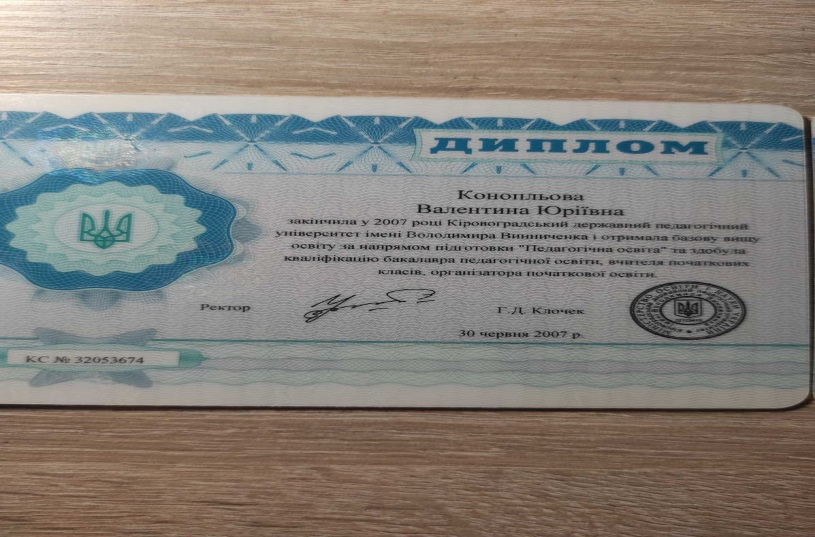 ДИПЛОМ
Конопльова
Валентина Юріївна
закінчила у 2007 році Кіровоградський державний педагогічний
університет імені Володимира Винниченка і отримала базову вищу
освіту за напрямом підготовки "Педагогічна освіта" та здобула
кваліфікацію бакалавра педагогічної освіти, вчителя початкових
класів, організатора початкової освіти.
Ректор Г.Д. Клочек
30 червня 2007 р.
КС № 32053674